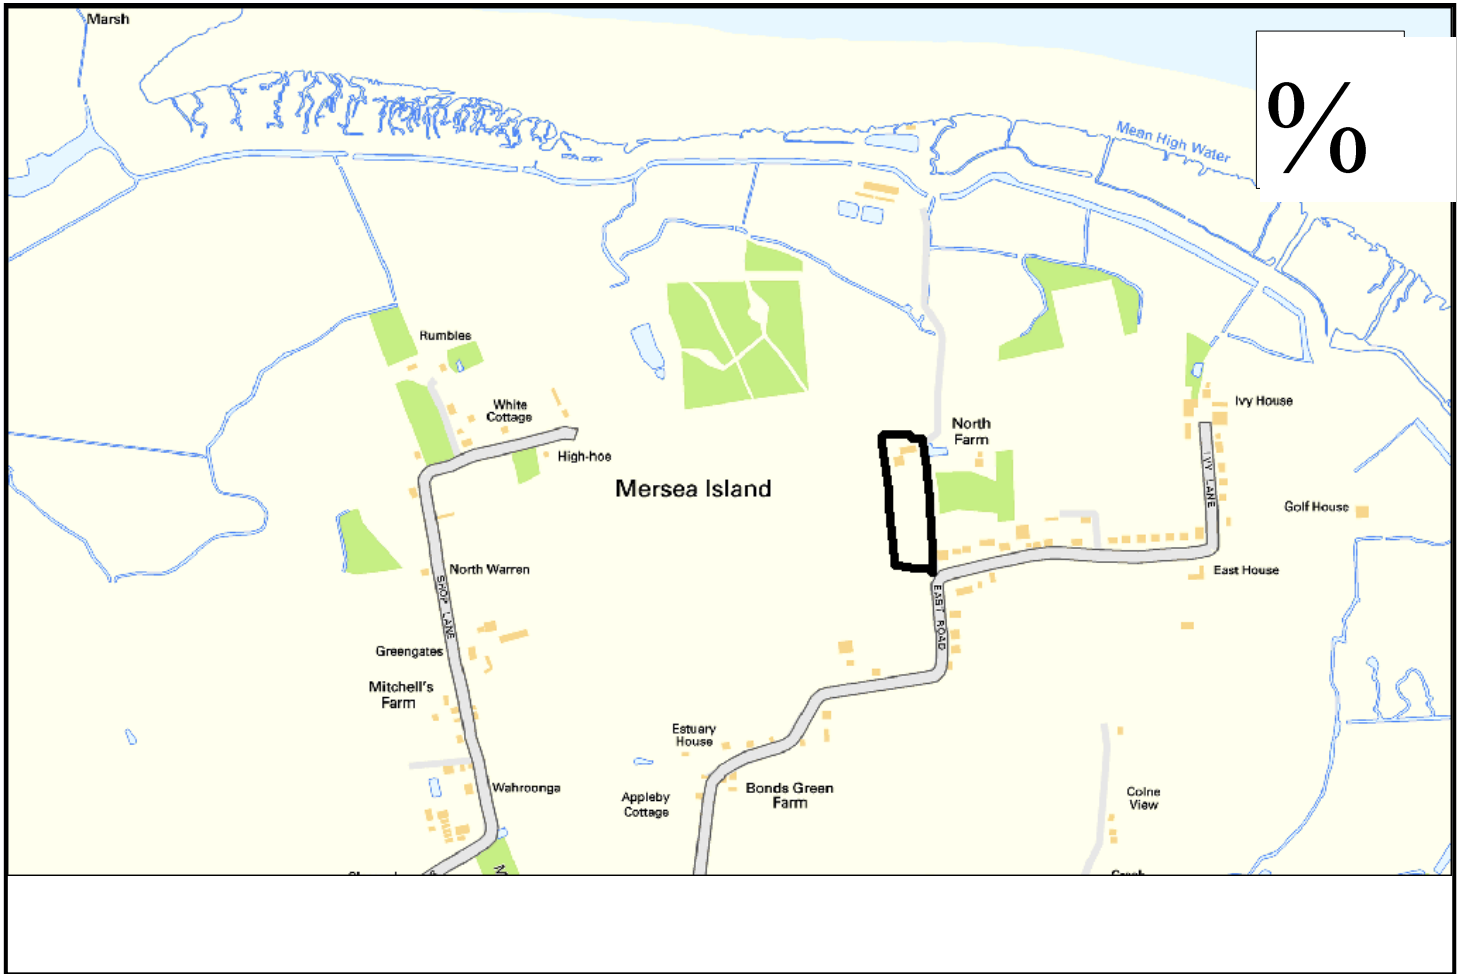 Marsh
%
Mean High Water
Rumbles
White
Cottage
High-hoe
Mersea Island
North
Farm
Ivy House
IVY LANE
Golf House
East House
North Warren
SHOP LANE
EAST ROAD
Greengates
Mitchell's
Farm
Estuary
House
Wahroonga
Appleby
Cottage
Bonds Green
Farm
Colne
View